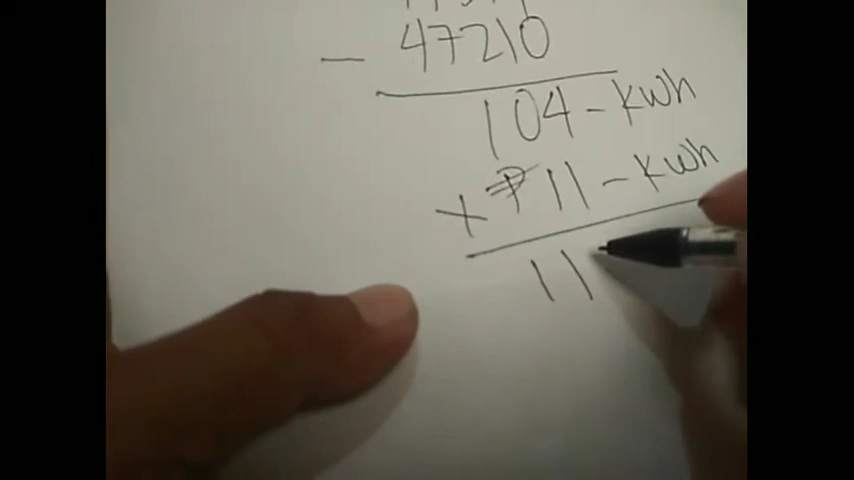 - 47210
104 - kwh
x ₱ 11 - kwh
11